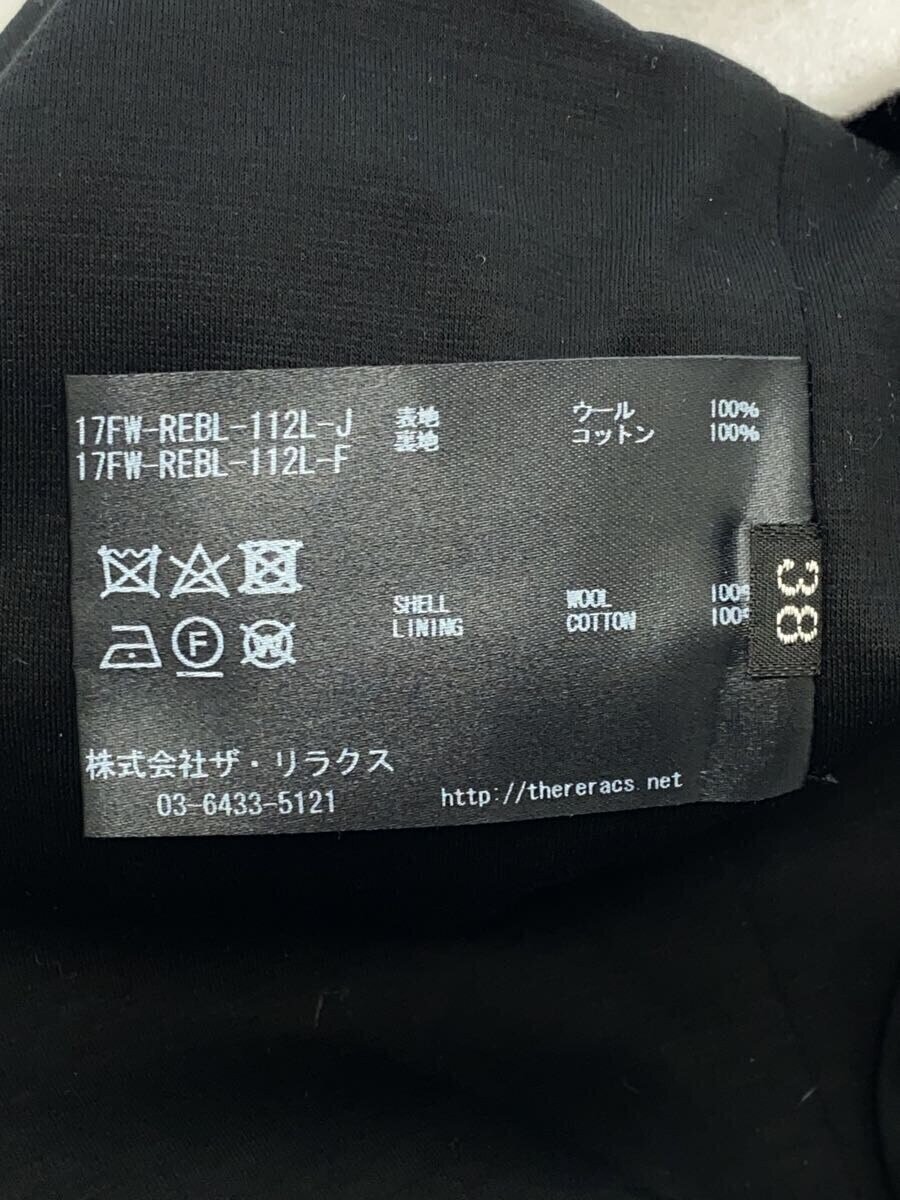 17FW-REBL-112L-J
17FW-REBL-112L-F
表地 ウール 100%
裏地 コットン 100%
F
W
SHELL WOOL 100%
LINING COTTON 100%
38
株式会社ザ・リラクス
03-6433-5121
http://thereracs.net